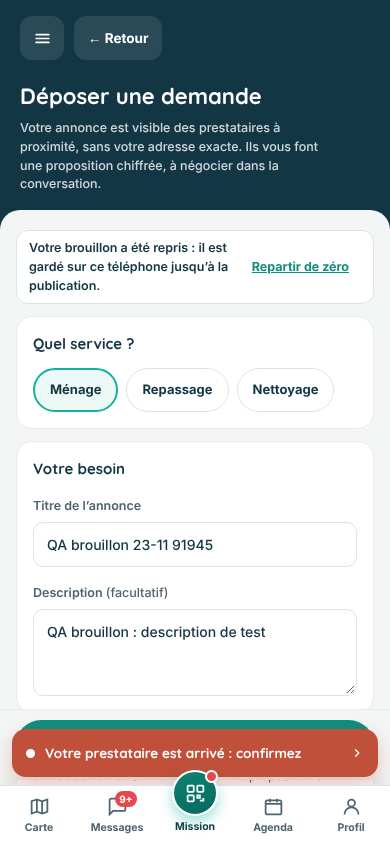 ← Retour
Déposer une demande
Votre annonce est visible des prestataires à
proximité, sans votre adresse exacte. Ils vous font
une proposition chiffrée, à négocier dans la
conversation.
Votre brouillon a été repris : il est
gardé sur ce téléphone jusqu’à la
publication.
Repartir de zéro
Quel service ?
Ménage
Repassage
Nettoyage
Votre besoin
Titre de l’annonce
QA brouillon 23-11 91945
Description (facultatif)
QA brouillon : description de test
Votre prestataire est arrivé : confirmez
9+
Carte
Messages
Mission
Agenda
Profil